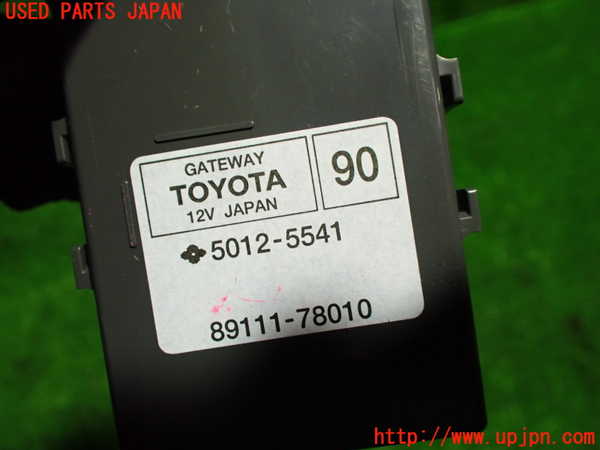 USED PARTS JAPAN
GATEWAY
TOYOTA
12V JAPAN
90
5012-5541
89111-78010
http://www.upjpn.com